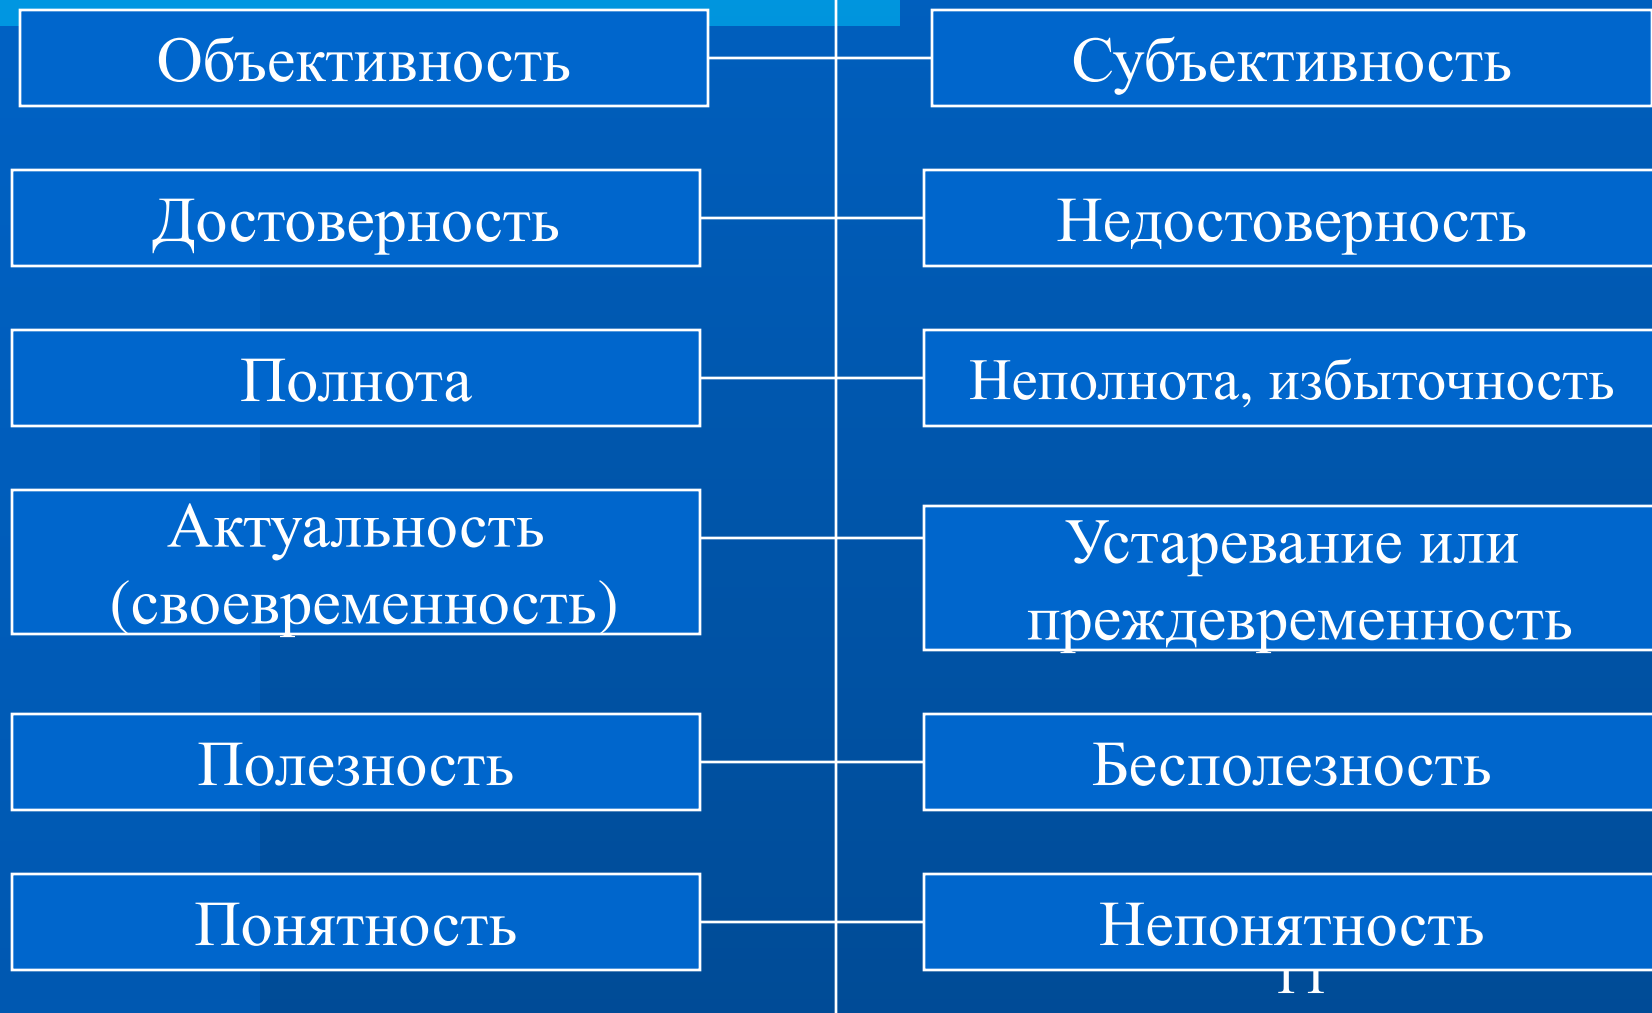 Объективность
Субъективность
Достоверность
Недостоверность
Полнота
Неполнота, избыточность
Актуальность
(своевременность)
Устаревание или
преждевременность
Полезность
Бесполезность
Понятность
Непонятность